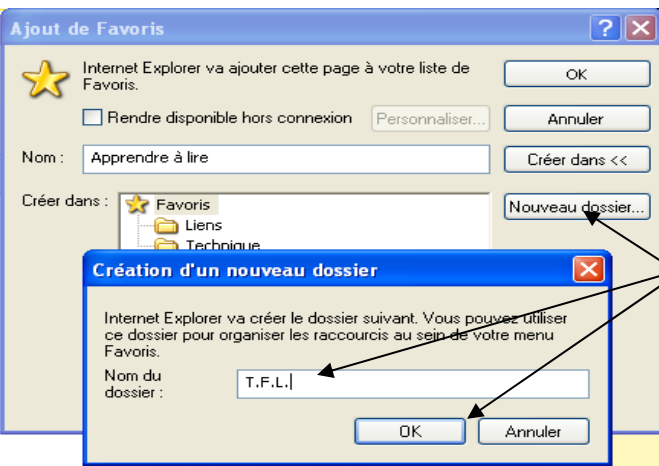 Ajout de Favoris
Internet Explorer va ajouter cette page à votre liste de
Favoris.
OK
Rendre disponible hors connexion
Personnaliser...
Annuler
Nom :
Apprendre à lire
Créer dans <<
Créer dans :
Favoris
Nouveau dossier...
Liens
Technique
Création d'un nouveau dossier
Internet Explorer va créer le dossier suivant. Vous pouvez utiliser
ce dossier pour organiser les raccourcis au sein de votre menu
Favoris.
Nom du
dossier :
T.F.L.
OK
Annuler